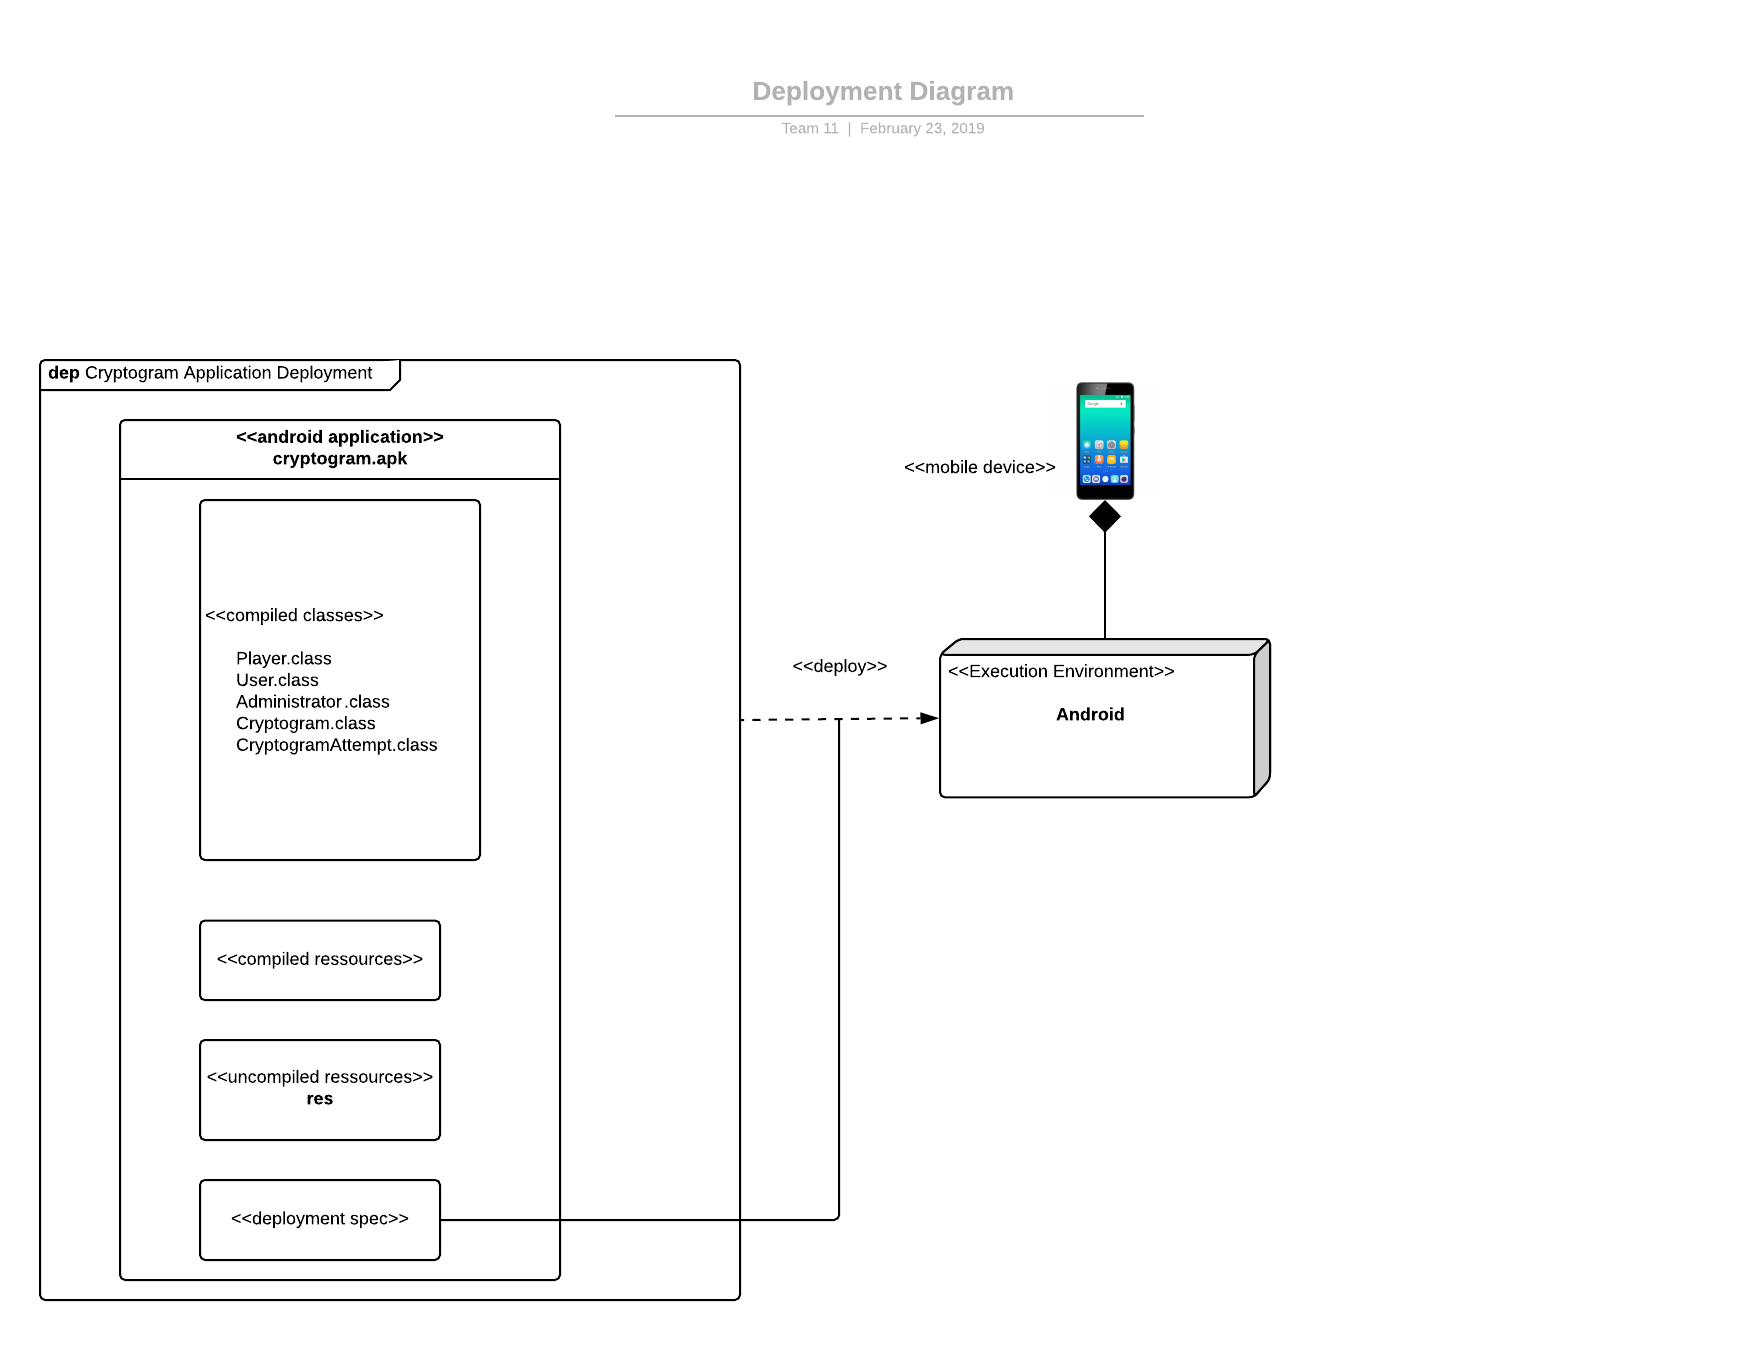 Deployment Diagram
Team 11 | February 23, 2019
dep Cryptogram Application Deployment
<<android application>>
cryptogram.apk
<<compiled classes>>
Player.class
User.class
Administrator.class
Cryptogram.class
CryptogramAttempt.class
<<compiled ressources>>
<<uncompiled ressources>>
res
<<deployment spec>>
<<deploy>>
<<mobile device>>
<<Execution Environment>>
Android